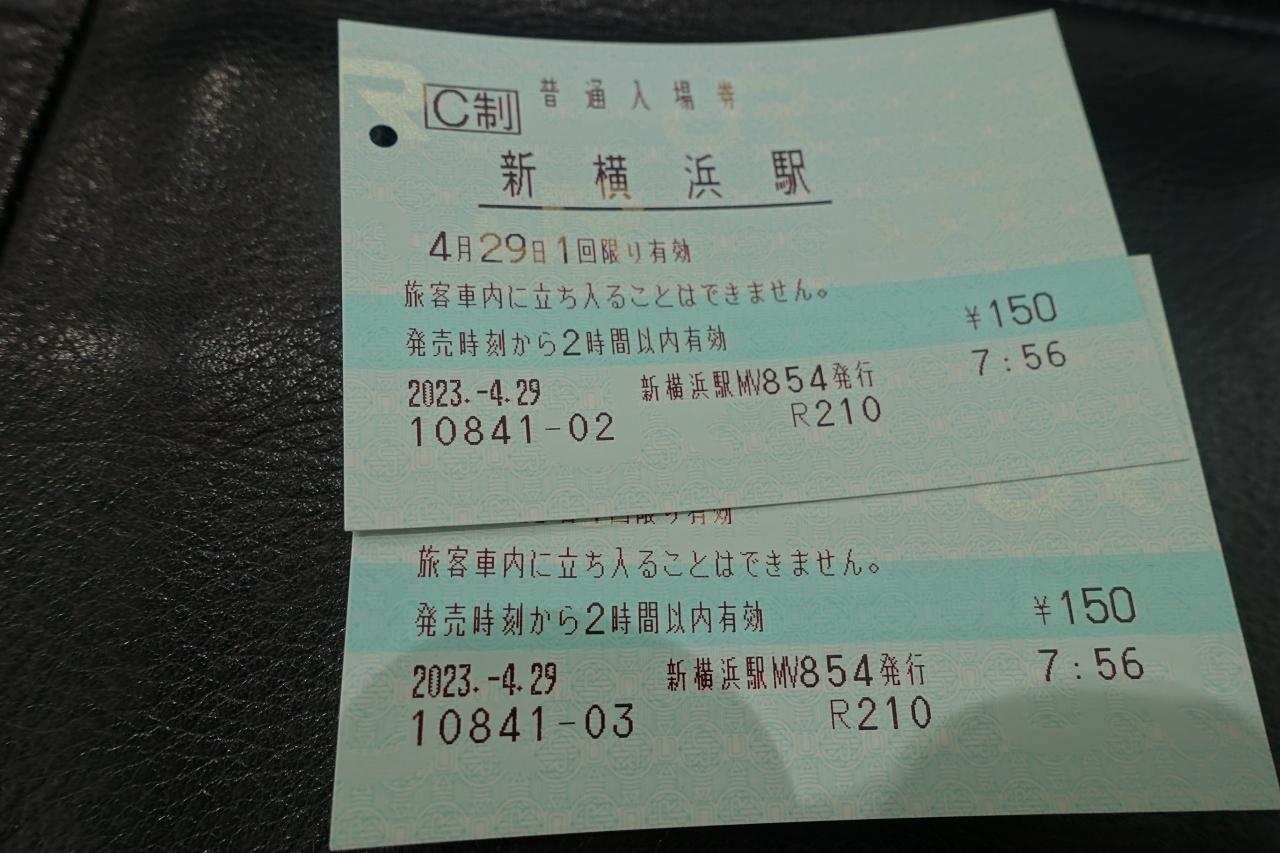 C制 普通入場券
新横浜駅
4月29日1回限り有効
旅客車内に立ち入ることはできません。
発売時刻から2時間以内有効 ¥150
2023.-4.29 新横浜駅MV854発行 7:56
10841-02 R210
1回限り有効
旅客車内に立ち入ることはできません。
発売時刻から2時間以内有効 ¥150
2023.-4.29 新横浜駅MV854発行 7:56
10841-03 R210